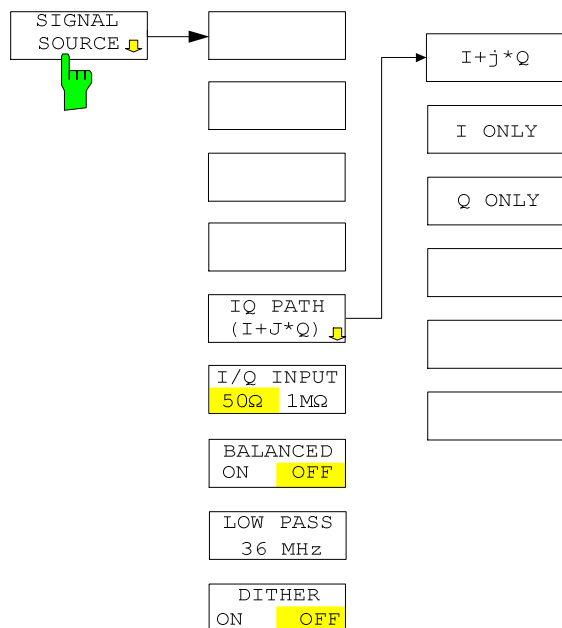 SIGNAL
SOURCE
I+j*Q
I ONLY
Q ONLY
IQ PATH
(I+J*Q)
I/Q INPUT
50Ω 1MΩ
BALANCED
ON OFF
LOW PASS
36 MHz
DITHER
ON OFF